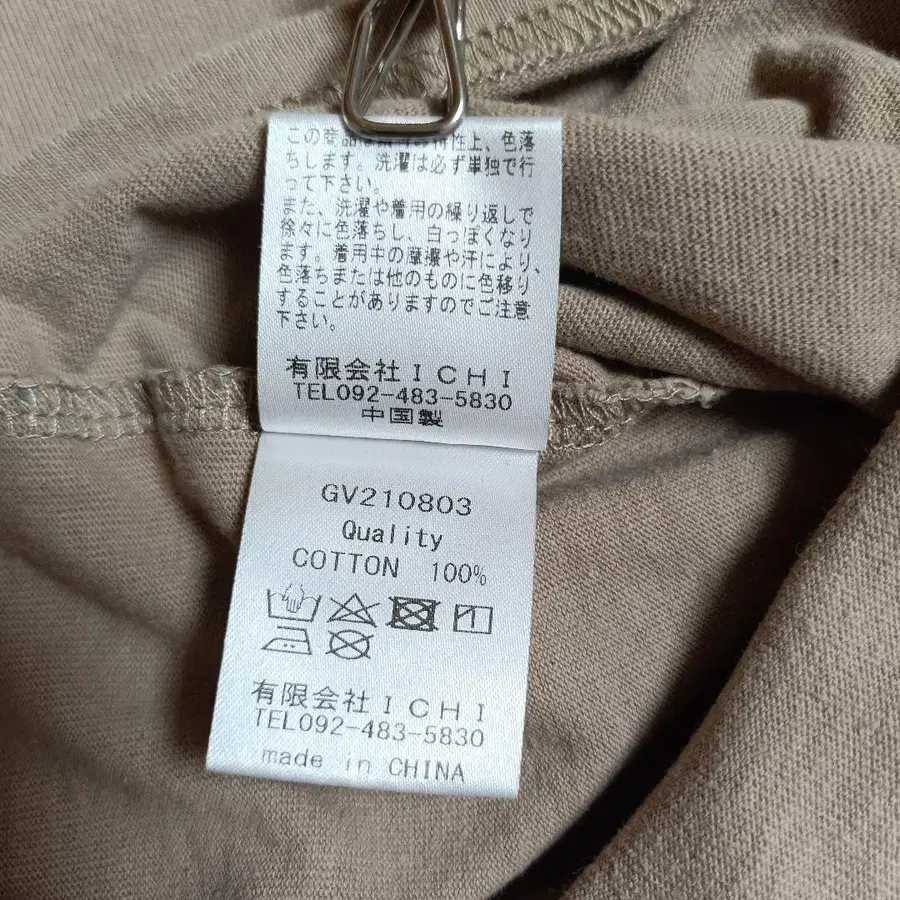 この商品は 特性上、色落
ちします。洗濯は必ず単独で行
って下さい。
また、洗濯や着用の繰り返しで
徐々に色落ちし、白っぽくなり
ます。着用中の摩擦や汗により、
色落ちまたは他のものに色移り
することがありますのでご注意
下さい。
有限会社ICHI
TEL092-483-5830
中国製
GV210803
Quality
COTTON 100%
有限会社ICHI
TEL092-483-5830
made in CHINA